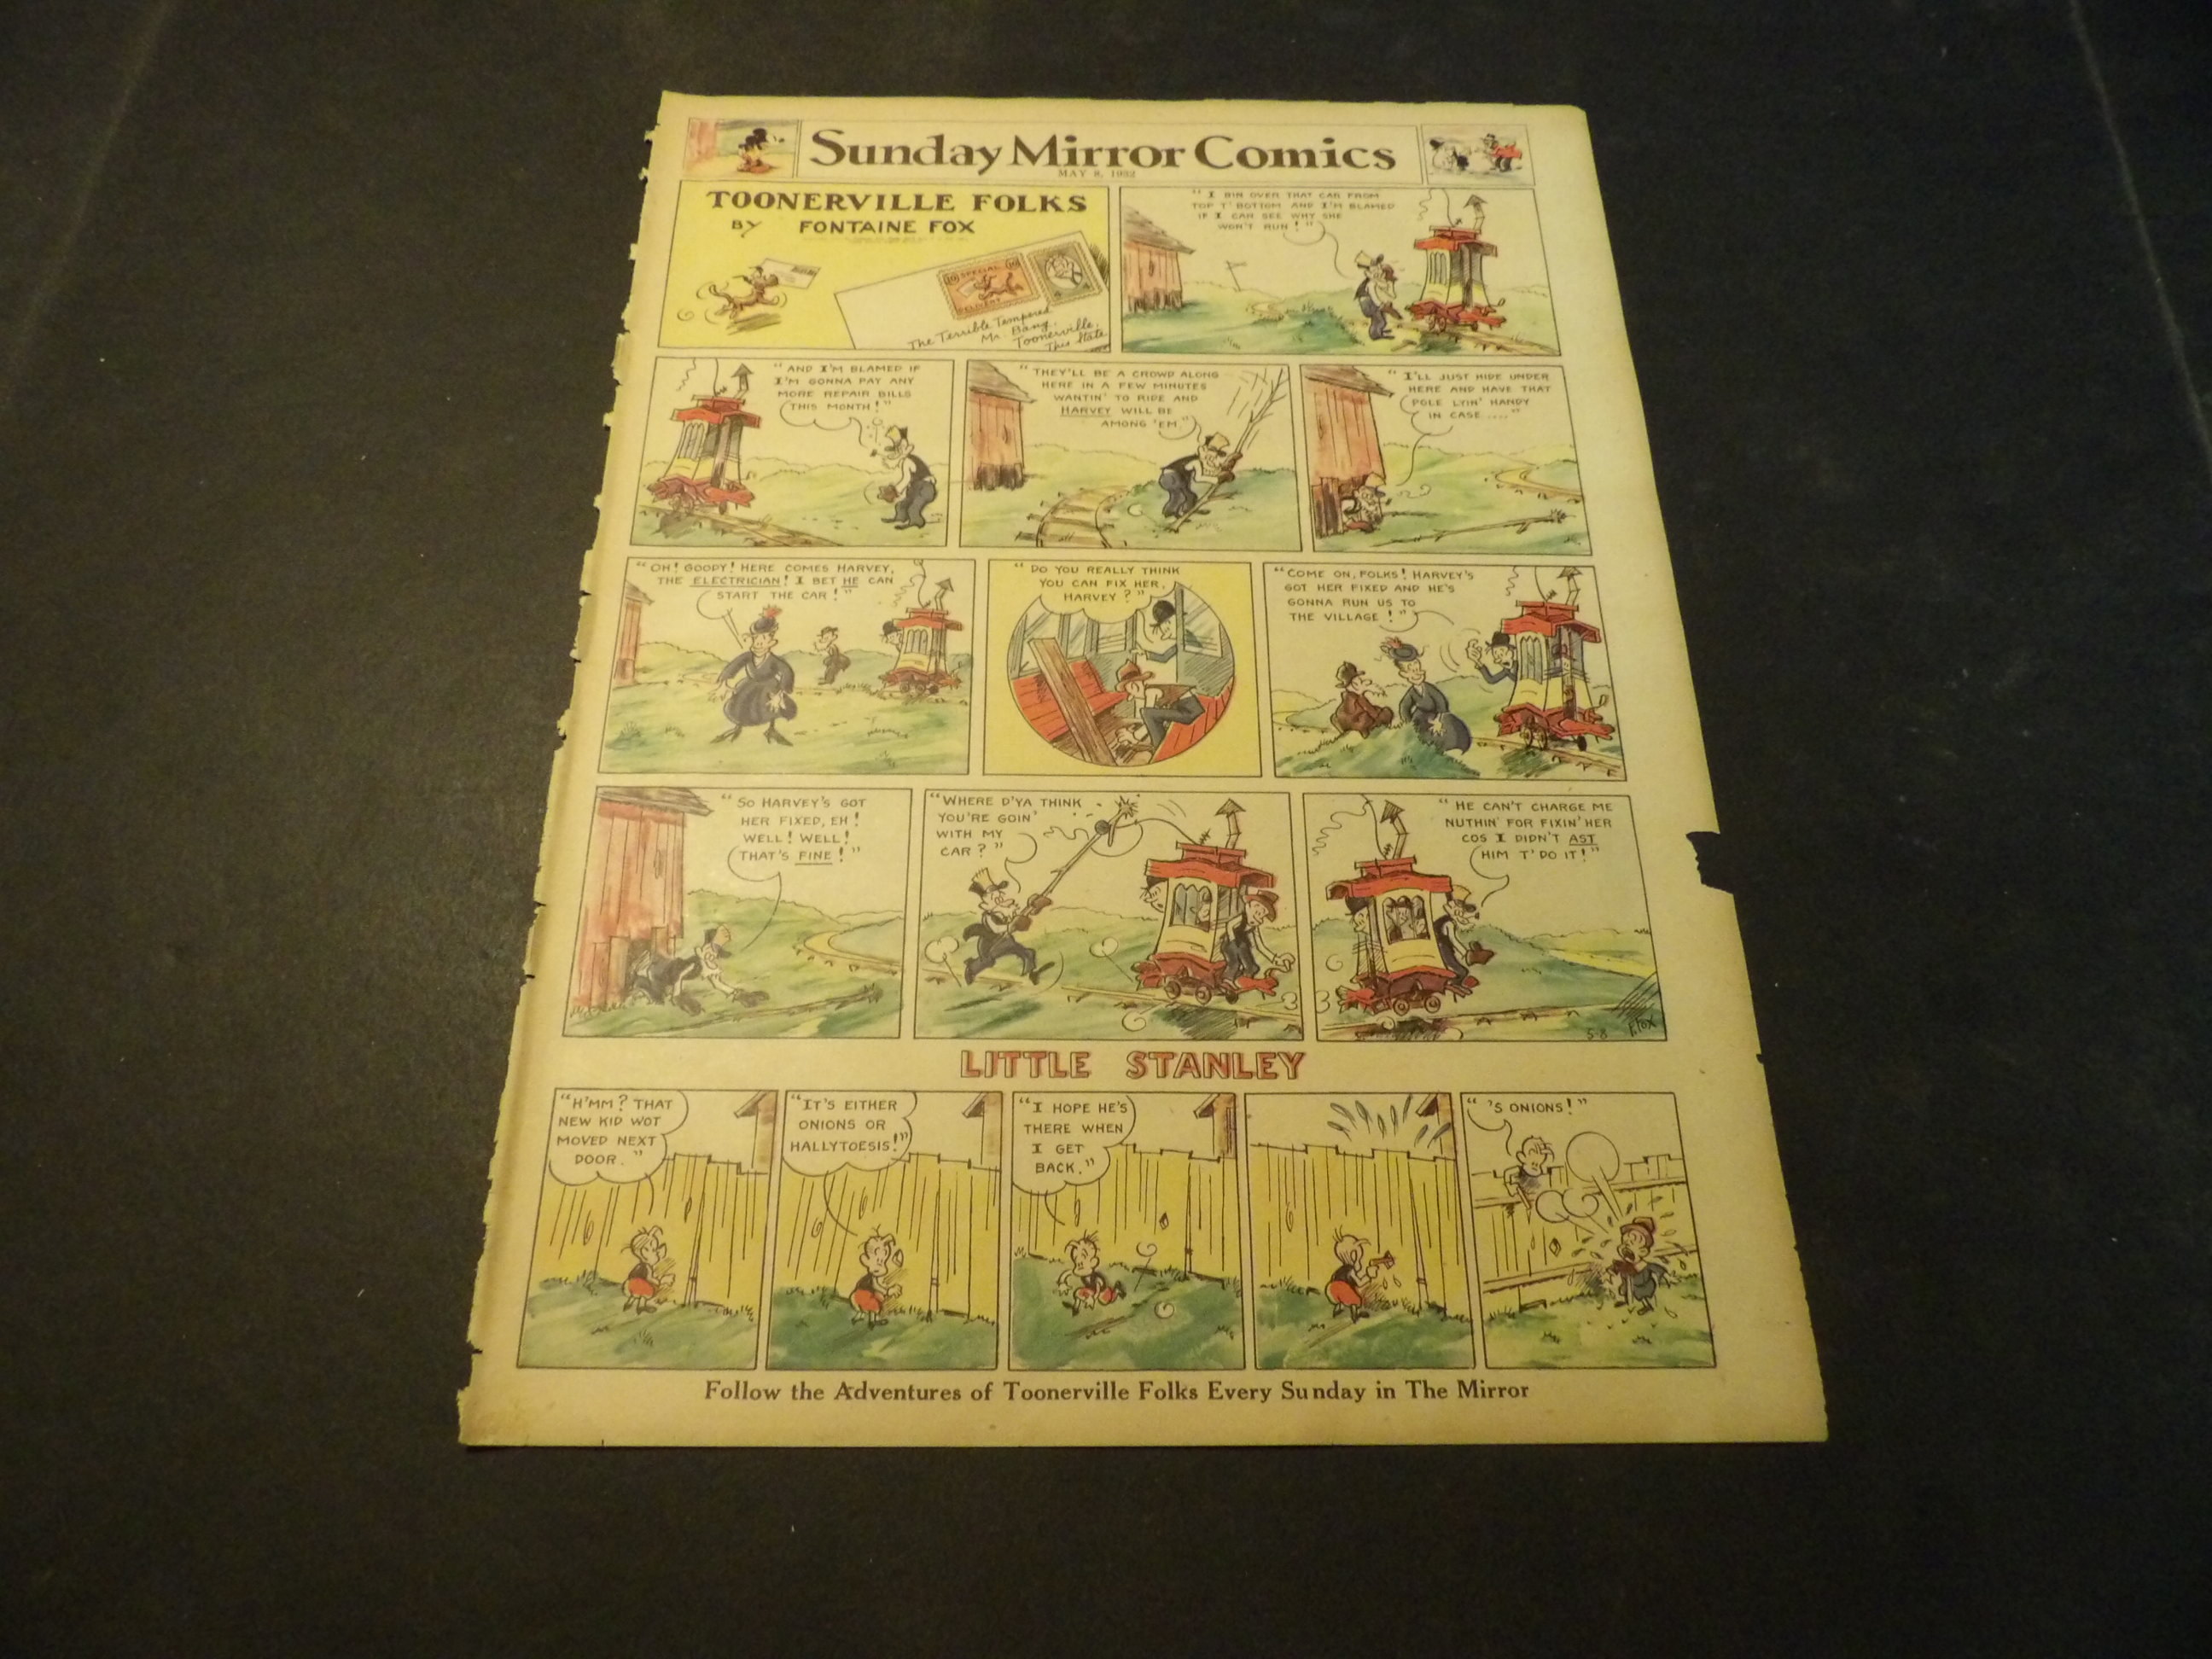 Sunday Mirror Comics
MAY 8, 1932
TOONERVILLE FOLKS
BY FONTAINE FOX
10 SPECIAL 10
The Terrible Tempered
Mr. Bang,
Toonerville,
This State
"I BIN OVER THAT CAR FROM
TOP T' BOTTOM AND I'M BLAMED
IF I CAN SEE WHY SHE
WON'T RUN!"
"AND I'M BLAMED IF
I'M GONNA PAY ANY
MORE REPAIR BILLS
THIS MONTH!"
"THEY'LL BE A CROWD ALONG
HERE IN A FEW MINUTES
WANTIN' TO RIDE AND
HARVEY WILL BE
AMONG 'EM."
"I'LL JUST HIDE UNDER
HERE AND HAVE THAT
POLE LYIN' HANDY
IN CASE ...."
"OH! GOODY! HERE COMES HARVEY,
THE ELECTRICIAN! I BET HE CAN
START THE CAR!"
"DO YOU REALLY THINK
YOU CAN FIX HER,
HARVEY?"
"COME ON, FOLKS! HARVEY'S
GOT HER FIXED AND HE'S
GONNA RUN US TO
THE VILLAGE!"
"SO HARVEY'S GOT
HER FIXED, EH!
WELL! WELL!
THAT'S FINE!"
"WHERE D'YA THINK
YOU'RE GOIN'
WITH MY
CAR?"
"HE CAN'T CHARGE ME
NUTHIN' FOR FIXIN' HER
COS I DIDN'T AST
HIM T' DO IT!"
5-8 F.FOX
LITTLE STANLEY
"H'MM? THAT
NEW KID WOT
MOVED NEXT
DOOR."
"IT'S EITHER
ONIONS OR
HALLYTOESIS!"
"I HOPE HE'S
THERE WHEN
I GET
BACK."
"'S ONIONS!"
Follow the Adventures of Toonerville Folks Every Sunday in The Mirror